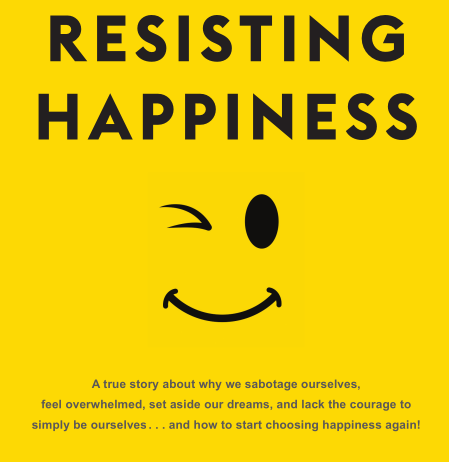 RESISTING
HAPPINESS
A true story about why we sabotage ourselves,
feel overwhelmed, set aside our dreams, and lack the courage to
simply be ourselves . . . and how to start choosing happiness again!